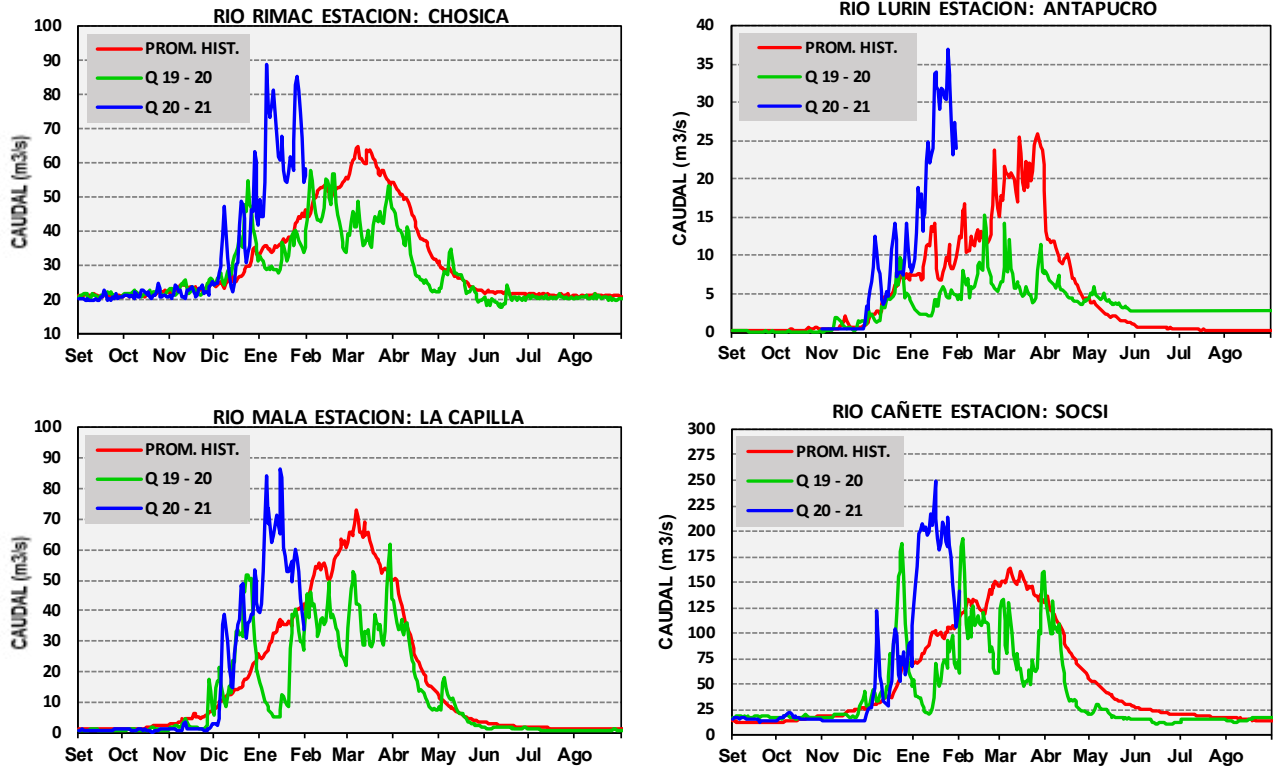 RIO RIMAC ESTACION: CHOSICA
PROM. HIST.
Q 19 - 20
Q 20 - 21
CAUDAL (m3/s)
100
90
80
70
60
50
40
30
20
10
Set Oct Nov Dic Ene Feb Mar Abr May Jun Jul Ago
RIO LURIN ESTACION: ANTAPUCRO
PROM. HIST.
Q 19 - 20
Q 20 - 21
CAUDAL (m3/s)
40
35
30
25
20
15
10
5
0
Set Oct Nov Dic Ene Feb Mar Abr May Jun Jul Ago
RIO MALA ESTACION: LA CAPILLA
PROM. HIST.
Q 19 - 20
Q 20 - 21
CAUDAL (m3/s)
100
90
80
70
60
50
40
30
20
10
0
Set Oct Nov Dic Ene Feb Mar Abr May Jun Jul Ago
RIO CAÑETE ESTACION: SOCSI
PROM. HIST.
Q 19 - 20
Q 20 - 21
CAUDAL (m3/s)
300
275
250
225
200
175
150
125
100
75
50
25
0
Set Oct Nov Dic Ene Feb Mar Abr May Jun Jul Ago